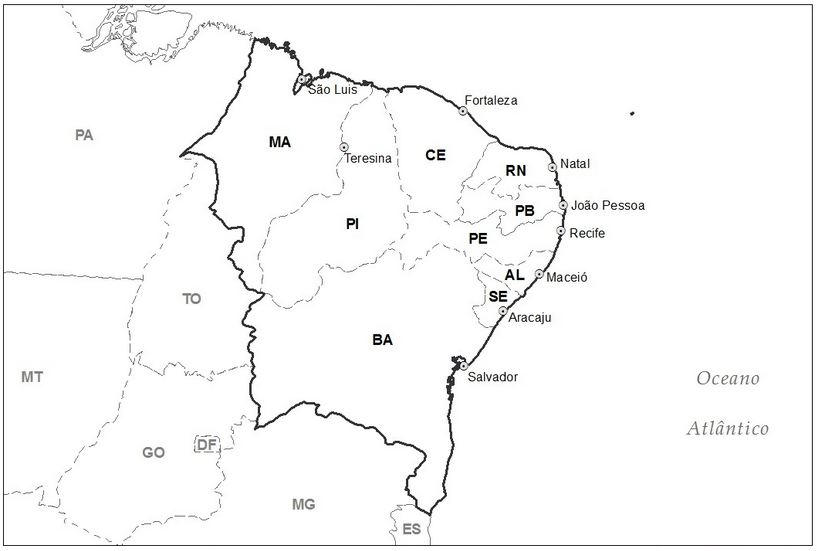 São Luis
Fortaleza
PA
MA
Teresina
CE
RN
Natal
PB
João Pessoa
PI
PE
Recife
AL
Maceió
TO
SE
Aracaju
BA
MT
Salvador
Oceano
Atlântico
GO
DF
MG
ES